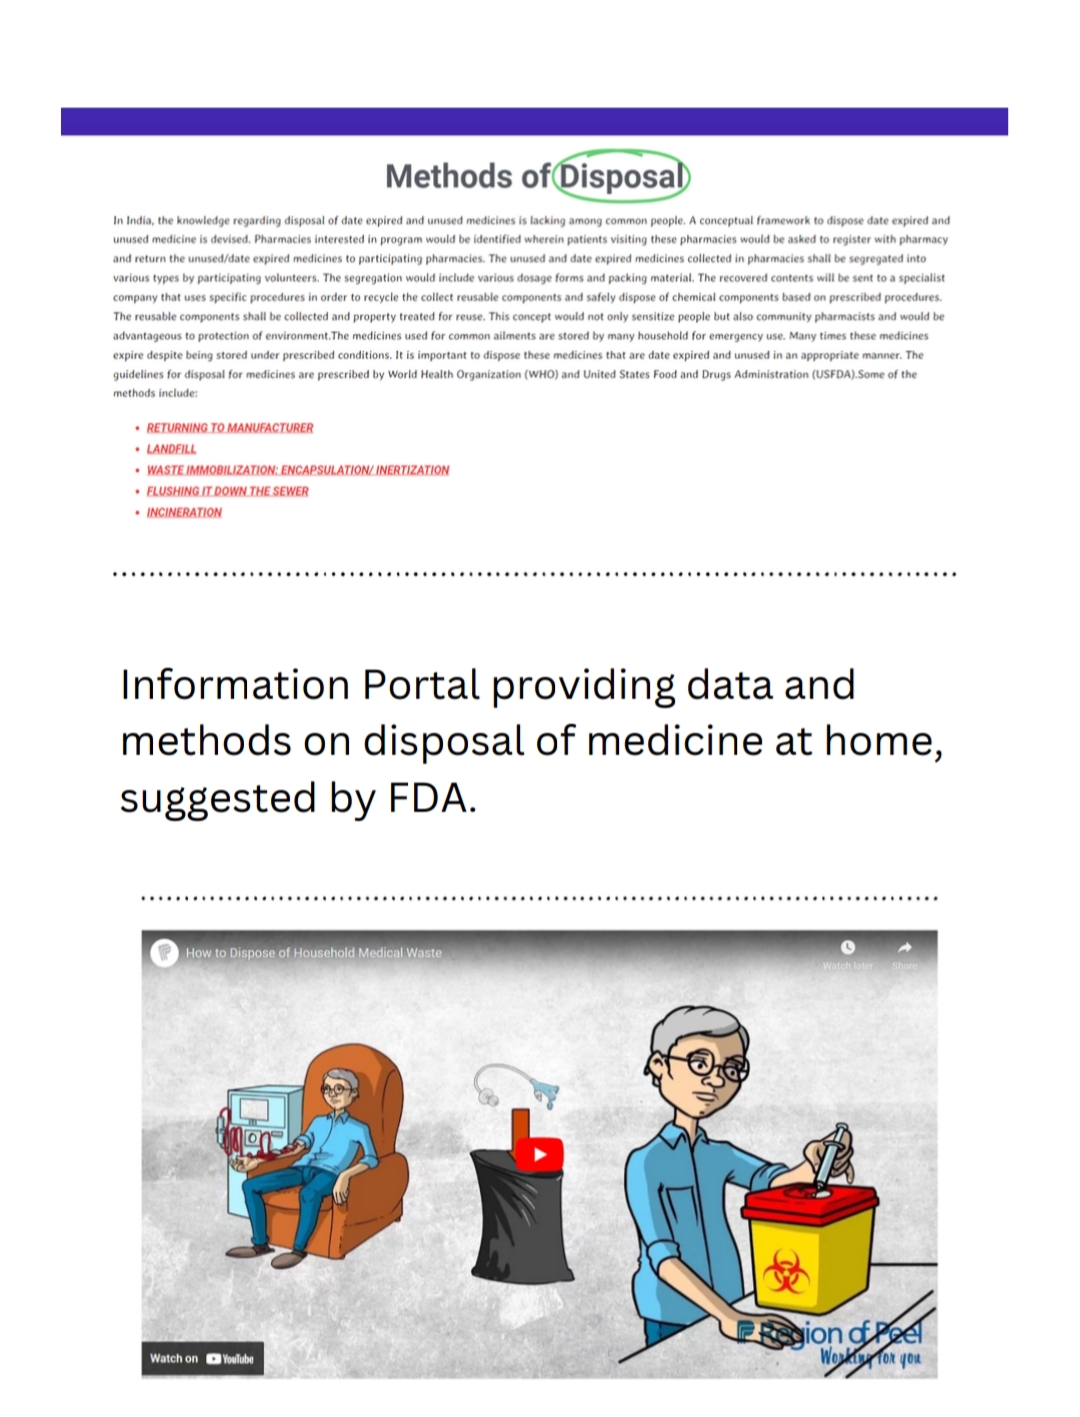 Methods of Disposal
In India, the knowledge regarding disposal of date expired and unused medicines is lacking among common people. A conceptual framework to dispose date expired and
unused medicine is devised. Pharmacies interested in program would be identified wherein patients visiting these pharmacies would be asked to register with pharmacy
and return the unused/date expired medicines to participating pharmacies. The unused and date expired medicines collected in pharmacies shall be segregated into
various types by participating volunteers. The segregation would include various dosage forms and packing material. The recovered contents will be sent to a specialist
company that uses specific procedures in order to recycle the collect reusable components and safely dispose of chemical components based on prescribed procedures.
The reusable components shall be collected and property treated for reuse. This concept would not only sensitize people but also community pharmacists and would be
advantageous to protection of environment.The medicines used for common ailments are stored by many household for emergency use. Many times these medicines
expire despite being stored under prescribed conditions. It is important to dispose these medicines that are date expired and unused in an appropriate manner. The
guidelines for disposal for medicines are prescribed by World Health Organization (WHO) and United States Food and Drugs Administration (USFDA).Some of the
methods include:
• RETURNING TO MANUFACTURER
• LANDFILL
• WASTE IMMOBILIZATION: ENCAPSULATION/ INERTIZATION
• FLUSHING IT DOWN THE SEWER
• INCINERATION
Information Portal providing data and
methods on disposal of medicine at home,
suggested by FDA.
How to Dispose of Household Medical Waste
Watch later Share
Region of Peel
Working for you
Watch on YouTube